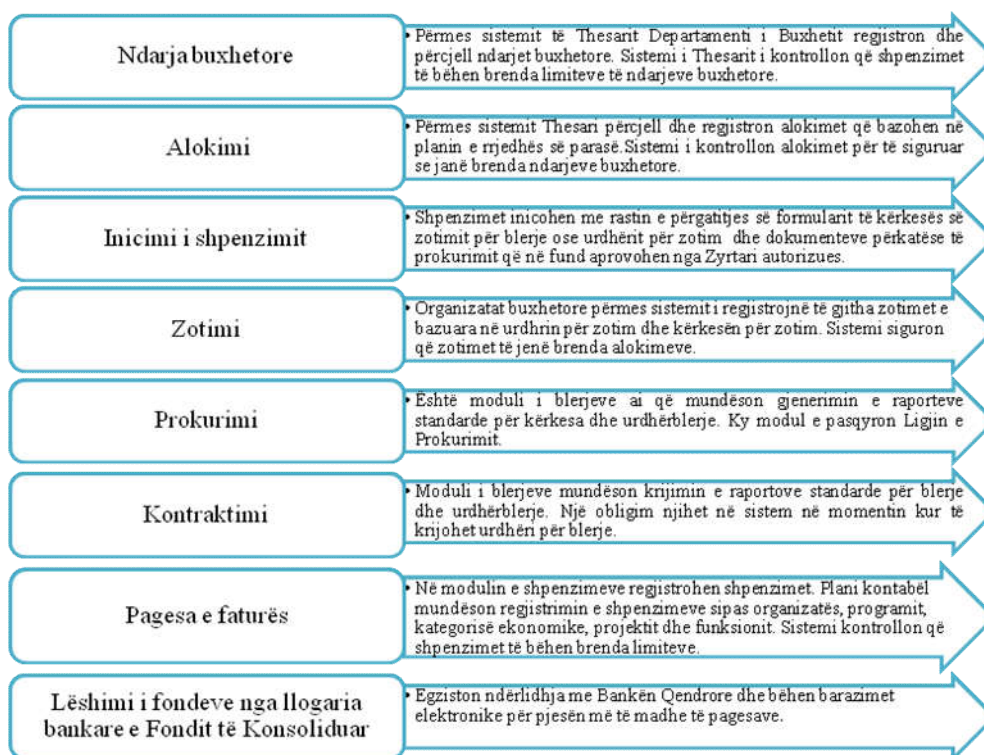 Ndarja buxhetore
• Përmes sistemit të Thesarit Departamenti i Buxhetit regjistron dhe
përcjell ndarjet buxhetore. Sistemi i Thesarit i kontrollon që shpenzimet
të bëhen brenda limiteve të ndarjeve buxhetore.
Alokimi
• Përmes sistemit Thesari përcjell dhe regjistron alokimet që bazohen në
planin e rrjedhës së parasë.Sistemi i kontrollon alokimet për të siguruar
se janë brenda ndarjeve buxhetore.
Inicimi i shpenzimit
• Shpenzimet inicohen me rastin e përgatitjes së formularit të kërkesës së
zotimit për blerje ose urdhërit për zotim dhe dokumenteve përkatëse të
prokurimit që në fund aprovohen nga Zyrtari autorizues.
Zotimi
• Organizatat buxhetore përmes sistemit i regjistrojnë të gjitha zotimet e
bazuara në urdhrin për zotim dhe kërkesën për zotim. Sistemi siguron
që zotimet të jenë brenda alokimeve.
Prokurimi
• Është moduli i blerjeve ai që mundëson gjenerimin e raporteve
standarde për kërkesa dhe urdhërblerje. Ky modul e pasqyron Ligjin e
Prokurimit.
Kontraktimi
• Moduli i blerjeve mundëson krijimin e raportove standarde për blerje
dhe urdhërblerje. Një obligim njihet në sistem në momentin kur të
krijohet urdhëri për blerje.
Pagesa e faturës
• Në modulin e shpenzimeve regjistrohen shpenzimet. Plani kontabël
mundëson regjistrimin e shpenzimeve sipas organizatës, programit,
kategorisë ekonomike, projektit dhe funksionit. Sistemi kontrollon që
shpenzimet të bëhen brenda limiteve.
Lëshimi i fondeve nga llogaria
bankare e Fondit të Konsoliduar
• Egziston ndërlidhja me Bankën Qendrore dhe bëhen barazimet
elektronike për pjesën më të madhe të pagesave.